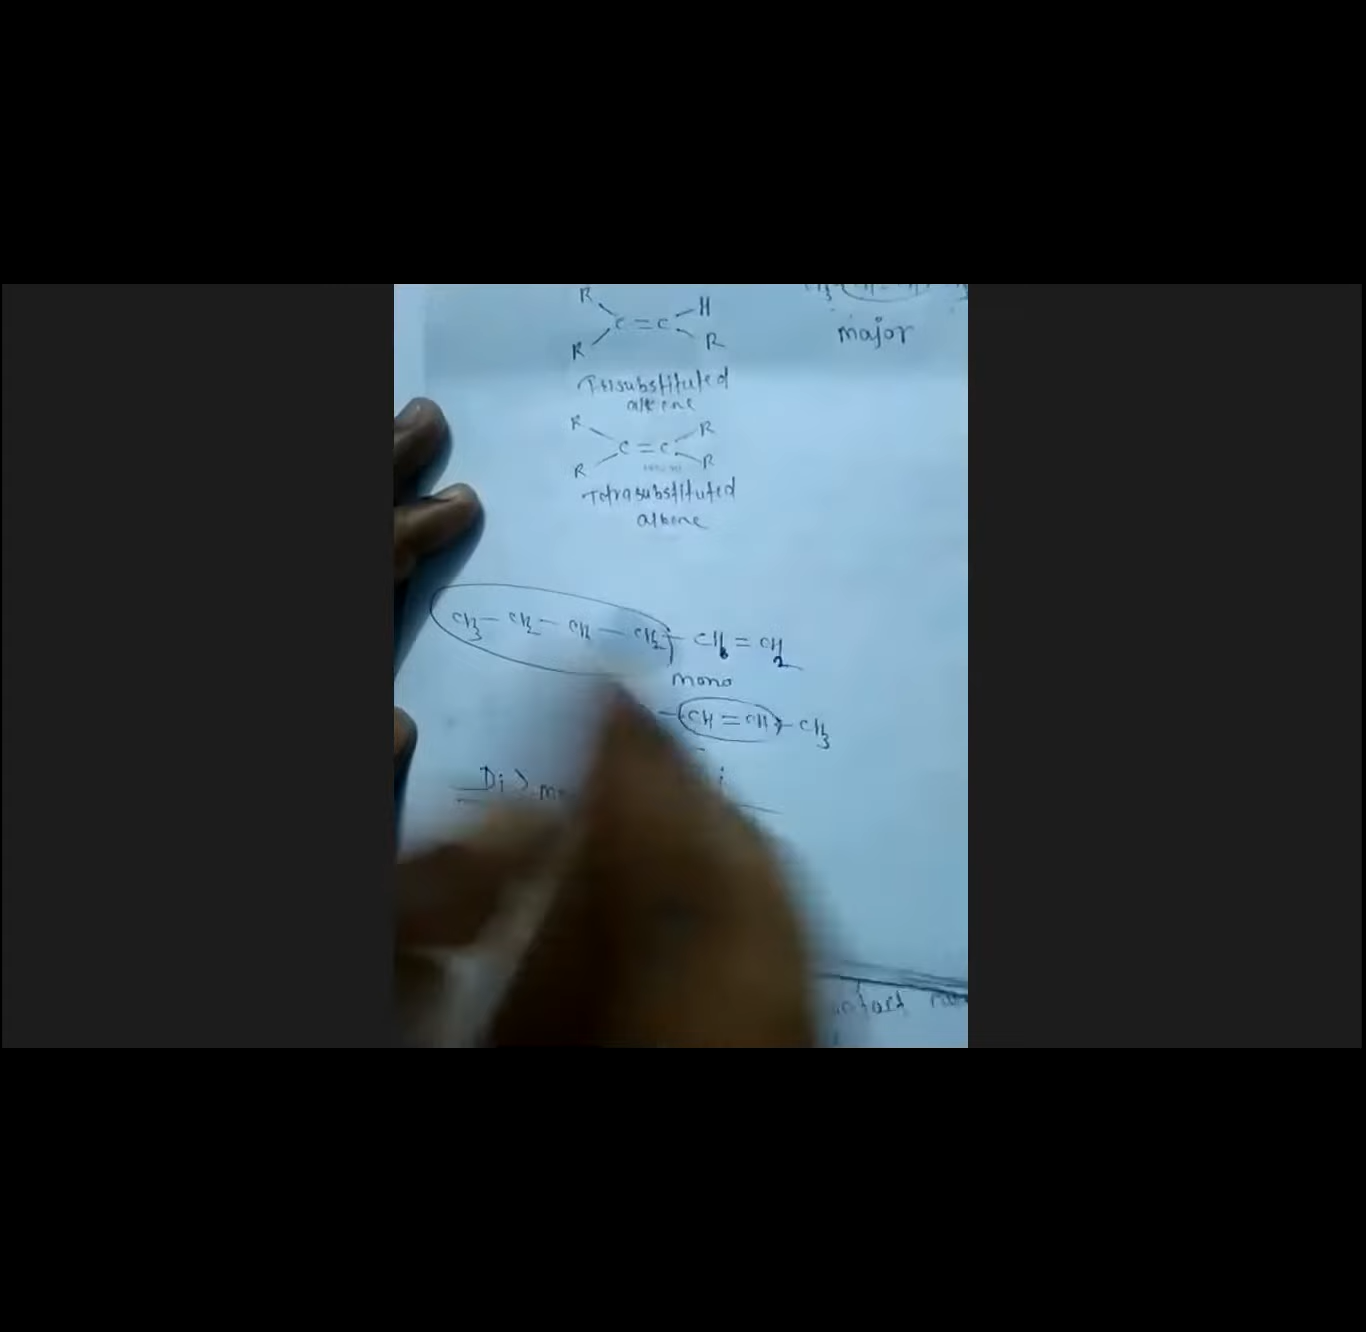 R
H
C = C
major
R
R
Trisubstituted
alkene
R
R
C = C
R
R
Tetrasubstituted
alkene
CH3 - CH2 - CH - CH2 - CH = CH2
mono
- CH = CH - CH3
Di >